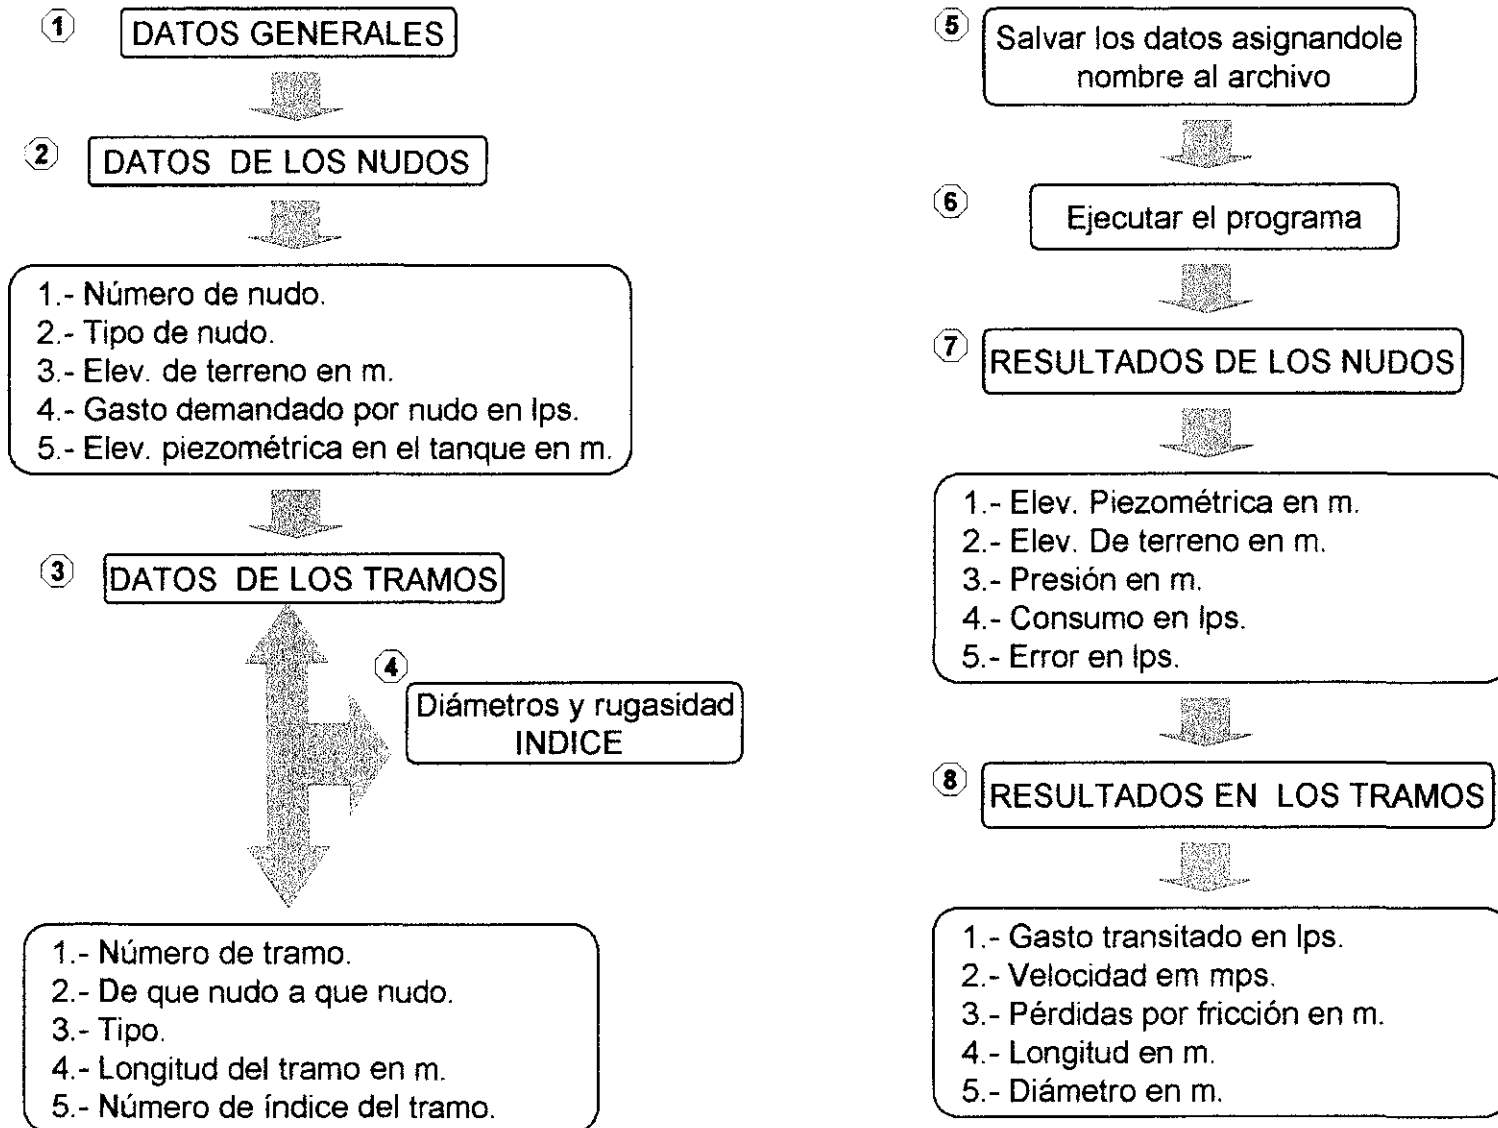 1
DATOS GENERALES
2
DATOS DE LOS NUDOS
1.- Número de nudo.
2.- Tipo de nudo.
3.- Elev. de terreno en m.
4.- Gasto demandado por nudo en lps.
5.- Elev. piezométrica en el tanque en m.
3
DATOS DE LOS TRAMOS
4
Diámetros y rugasidad
INDICE
1.- Número de tramo.
2.- De que nudo a que nudo.
3.- Tipo.
4.- Longitud del tramo en m.
5.- Número de índice del tramo.
5
Salvar los datos asignandole
nombre al archivo
6
Ejecutar el programa
7
RESULTADOS DE LOS NUDOS
1.- Elev. Piezométrica en m.
2.- Elev. De terreno en m.
3.- Presión en m.
4.- Consumo en lps.
5.- Error en lps.
8
RESULTADOS EN LOS TRAMOS
1.- Gasto transitado en lps.
2.- Velocidad em mps.
3.- Pérdidas por fricción en m.
4.- Longitud en m.
5.- Diámetro en m.